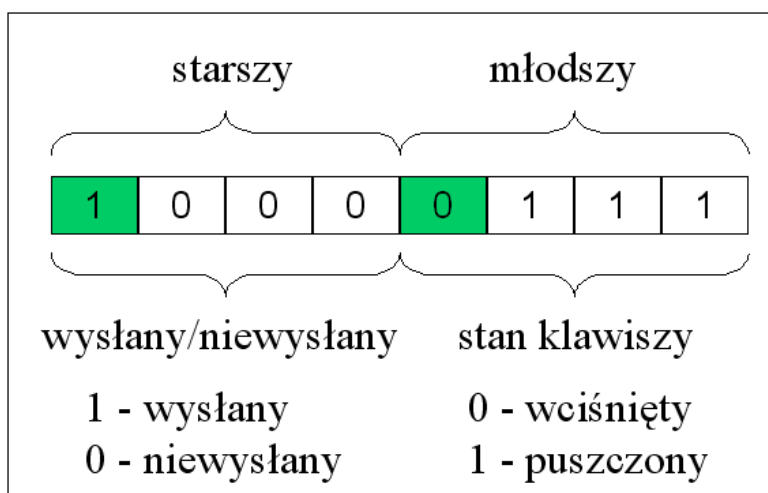 starszy młodszy
1 0 0 0 0 1 1 1
wysłany/niewysłany stan klawiszy
1 - wysłany 0 - wciśnięty
0 - niewysłany 1 - puszczony